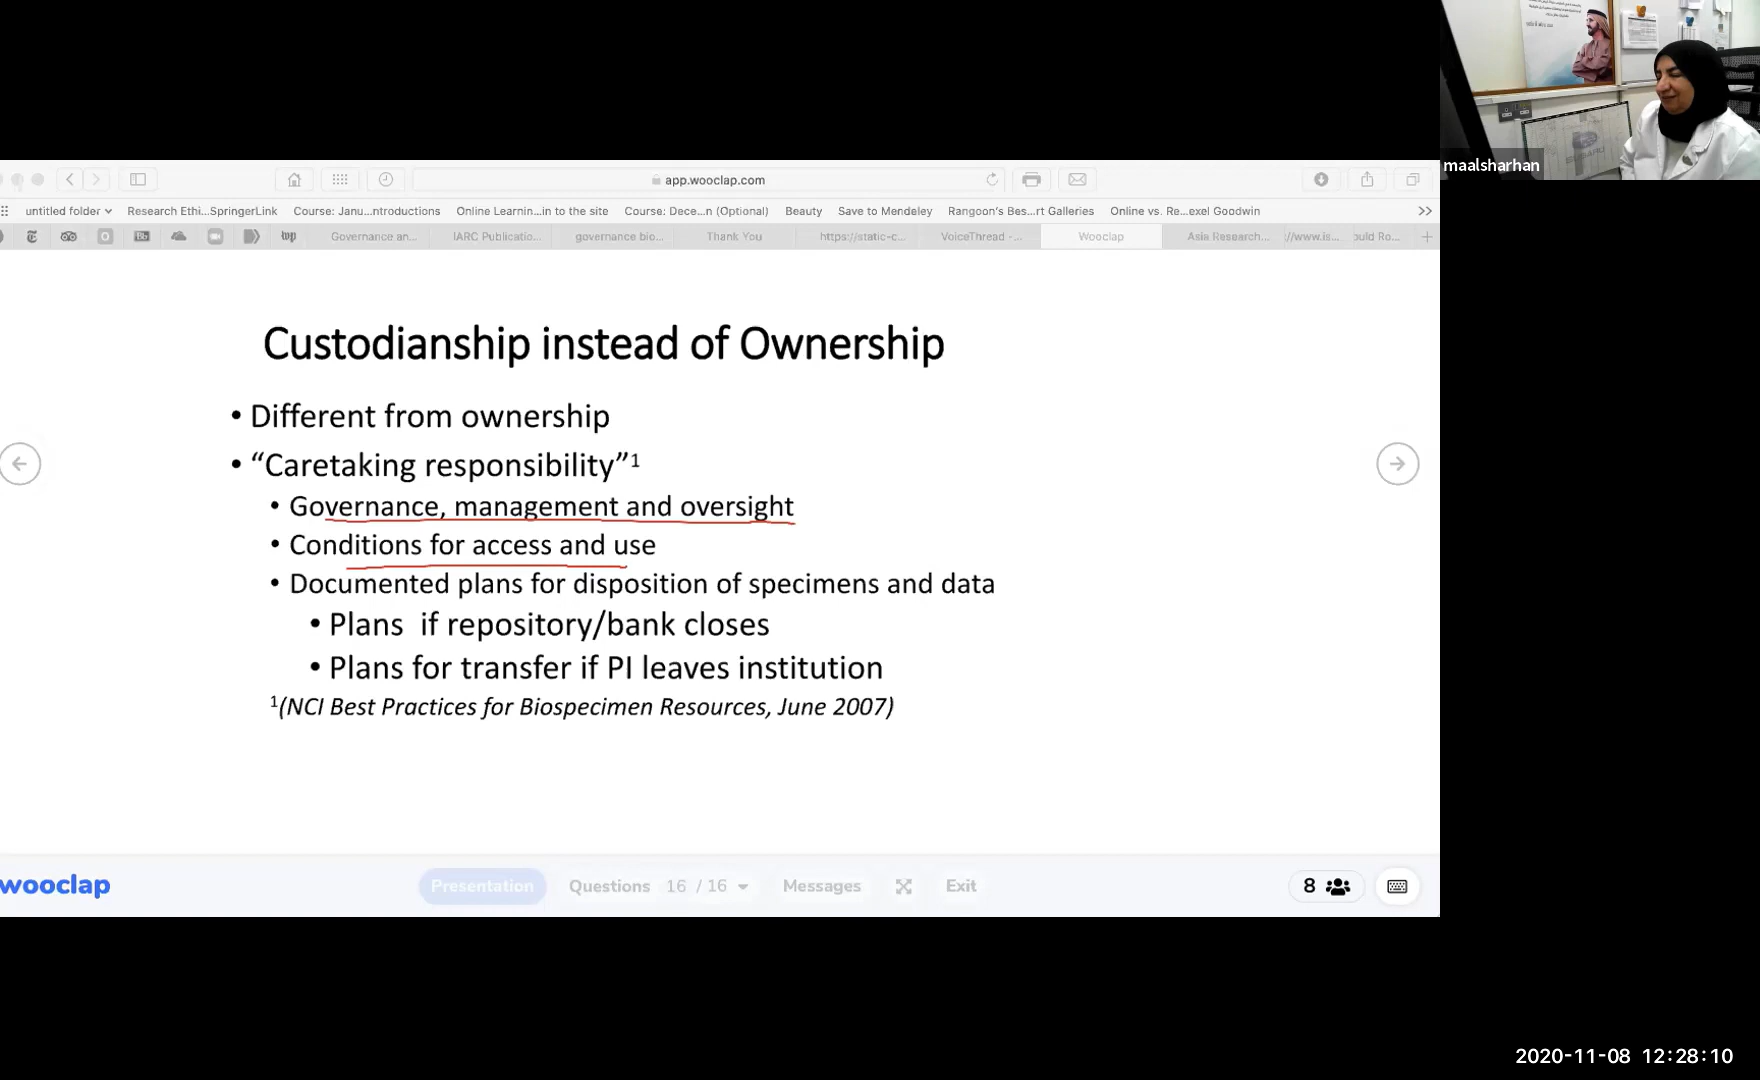 maalsharhan
app.wooclap.com
untitled folder Research Ethi...SpringerLink Course: Janu...ntroductions Online Learnin...in to the site Course: Dece...n (Optional) Beauty Save to Mendeley Rangoon's Bes...rt Galleries Online vs. Re...exel Goodwin
Governance an... IARC Publicatio... governance bio... Thank You https://static-c... VoiceThread -... Wooclap Asia Research... //www.is... ould Ro...
Custodianship instead of Ownership
• Different from ownership
• “Caretaking responsibility”¹
• Governance, management and oversight
• Conditions for access and use
• Documented plans for disposition of specimens and data
• Plans if repository/bank closes
• Plans for transfer if PI leaves institution
¹(NCI Best Practices for Biospecimen Resources, June 2007)
wooclap Presentation Questions 16 / 16 Messages Exit 8
2020-11-08 12:28:10